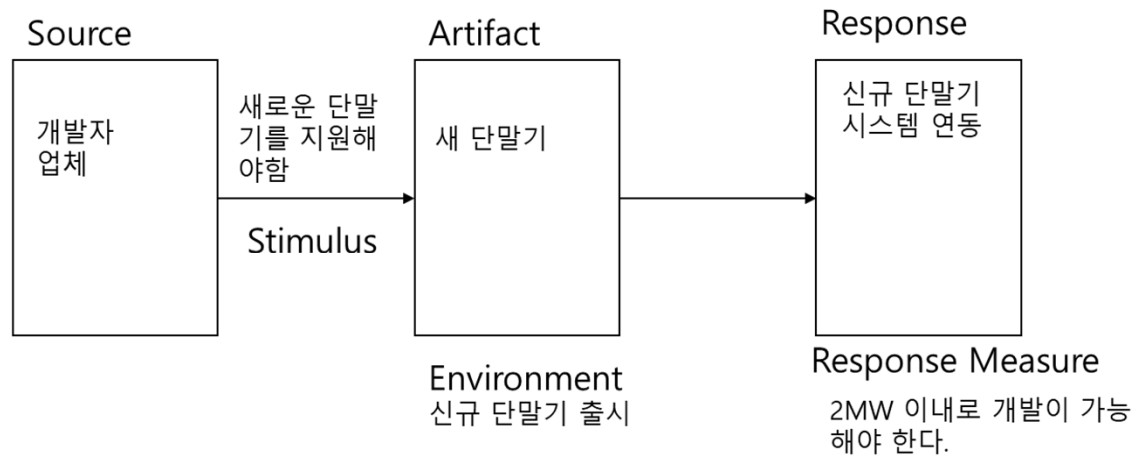 Source
개발자
업체
새로운 단말
기를 지원해
야함
Stimulus
Artifact
새 단말기
Environment
신규 단말기 출시
Response
신규 단말기
시스템 연동
Response Measure
2MW 이내로 개발이 가능
해야 한다.